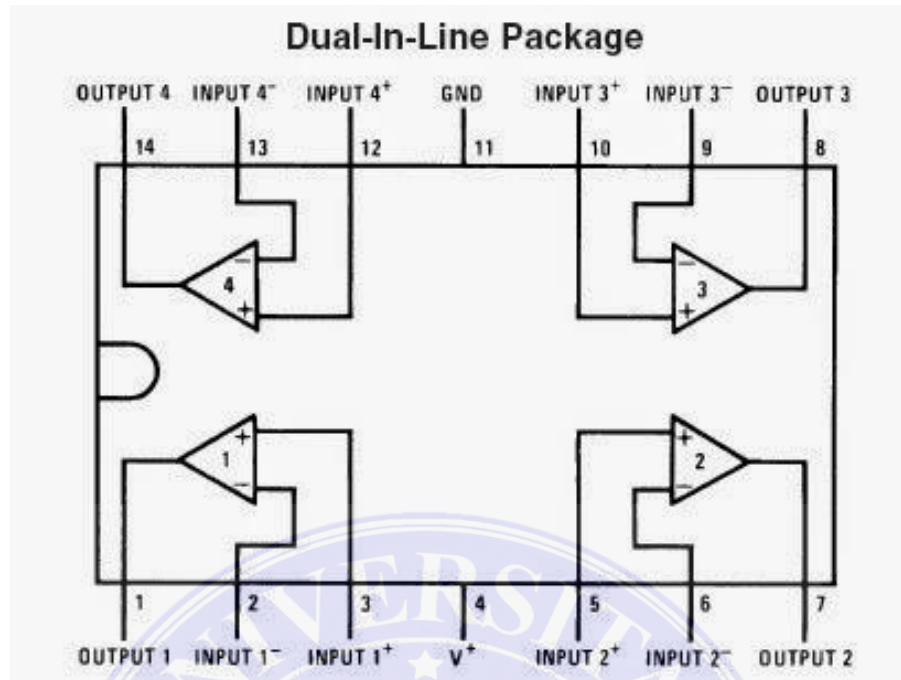 Dual-In-Line Package
OUTPUT 4 INPUT 4⁻ INPUT 4⁺ GND INPUT 3⁺ INPUT 3⁻ OUTPUT 3
14 13 12 11 10 9 8
− −
4 3
+ +
+ +
1 2
− −
1 2 3 4 5 6 7
OUTPUT 1 INPUT 1⁻ INPUT 1⁺ V⁺ INPUT 2⁺ INPUT 2⁻ OUTPUT 2